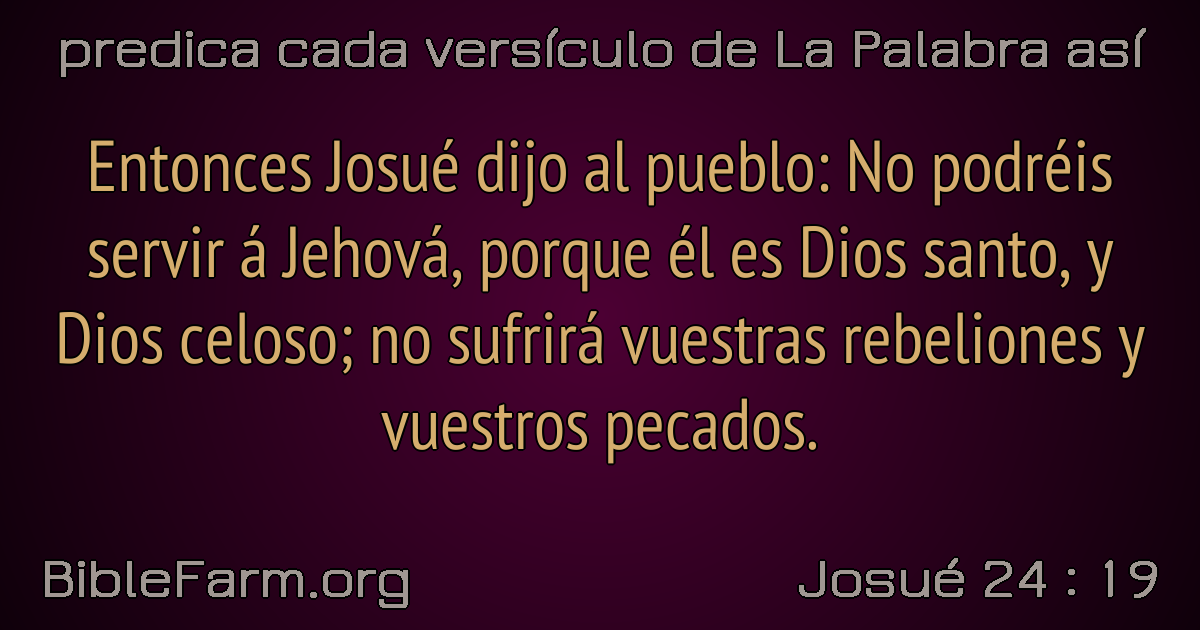 predica cada versículo de La Palabra así
Entonces Josué dijo al pueblo: No podréis
servir á Jehová, porque él es Dios santo, y
Dios celoso; no sufrirá vuestras rebeliones y
vuestros pecados.
BibleFarm.org
Josué 24 : 19